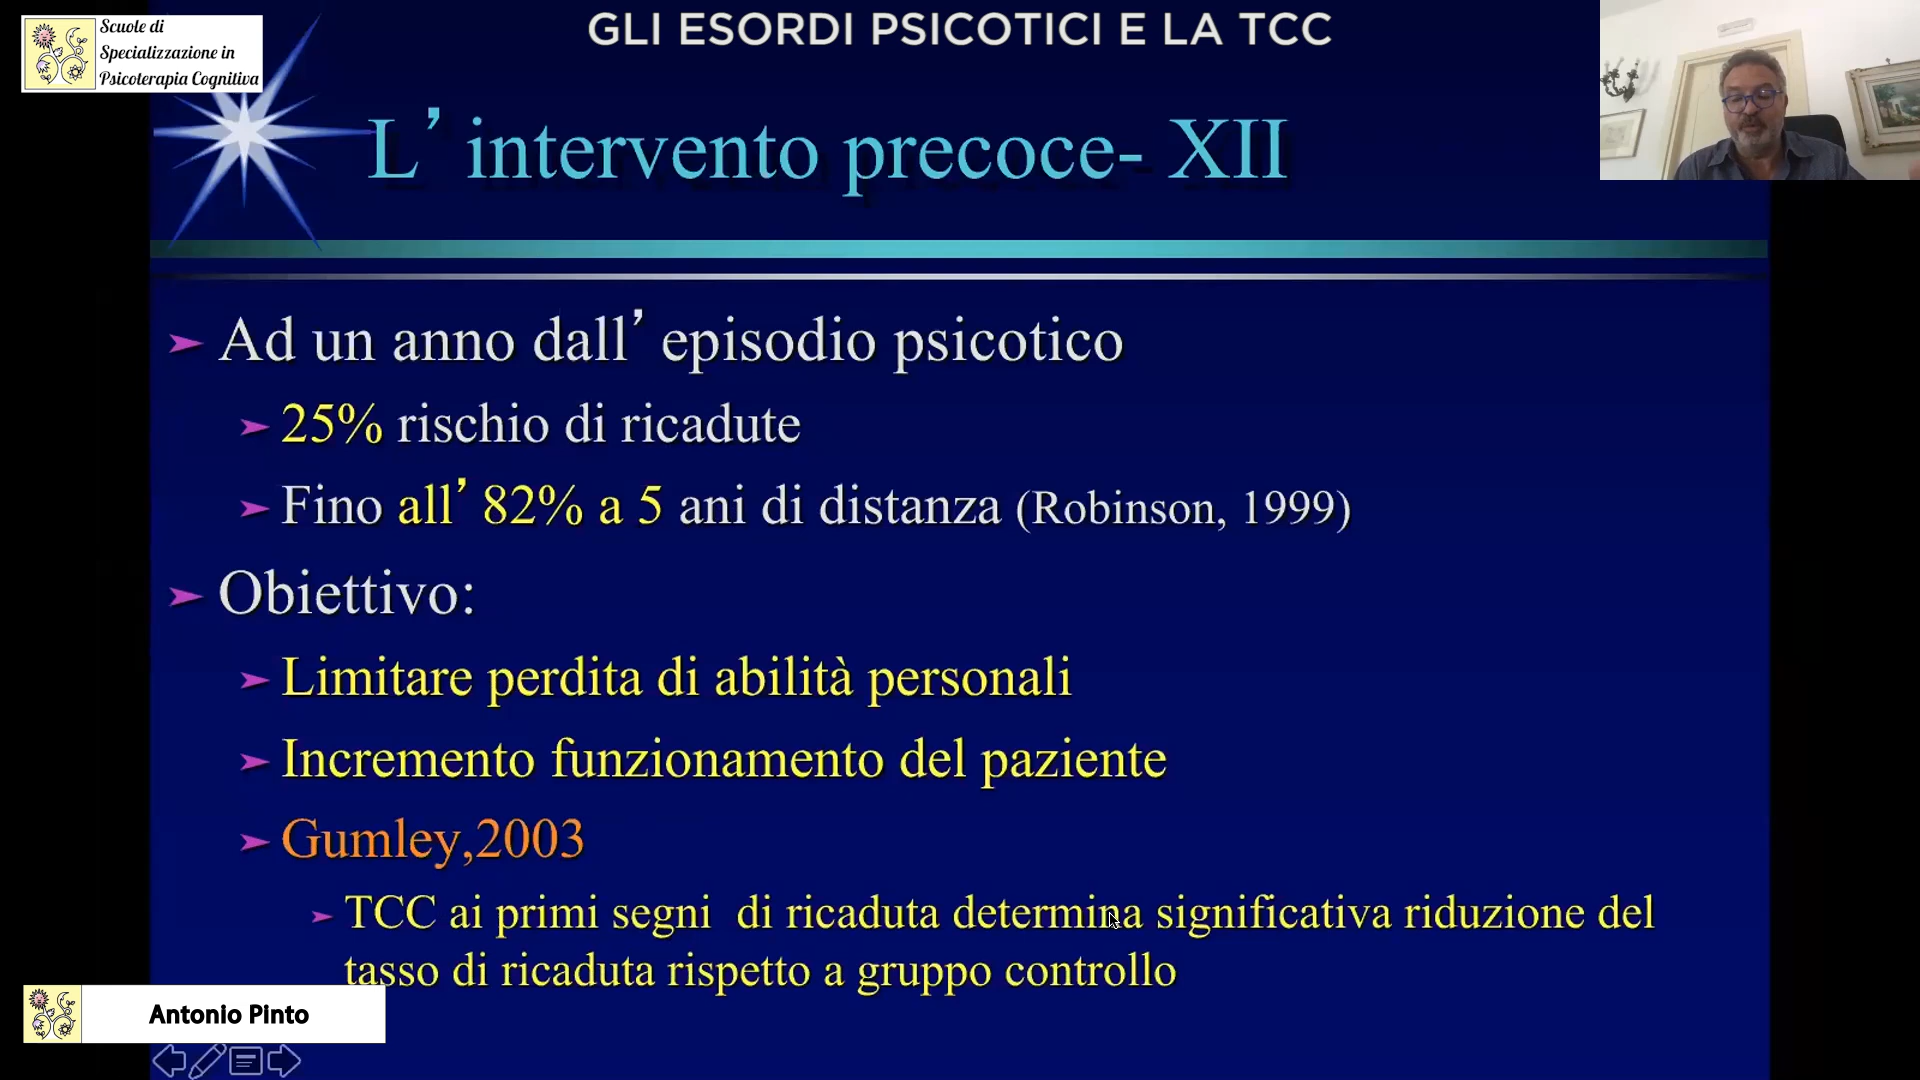 Scuole di
Specializzazione in
Psicoterapia Cognitiva
GLI ESORDI PSICOTICI E LA TCC
L’intervento precoce- XII
Ad un anno dall’episodio psicotico
25% rischio di ricadute
Fino all’82% a 5 ani di distanza (Robinson, 1999)
Obiettivo:
Limitare perdita di abilità personali
Incremento funzionamento del paziente
Gumley,2003
TCC ai primi segni di ricaduta determina significativa riduzione del
tasso di ricaduta rispetto a gruppo controllo
Antonio Pinto